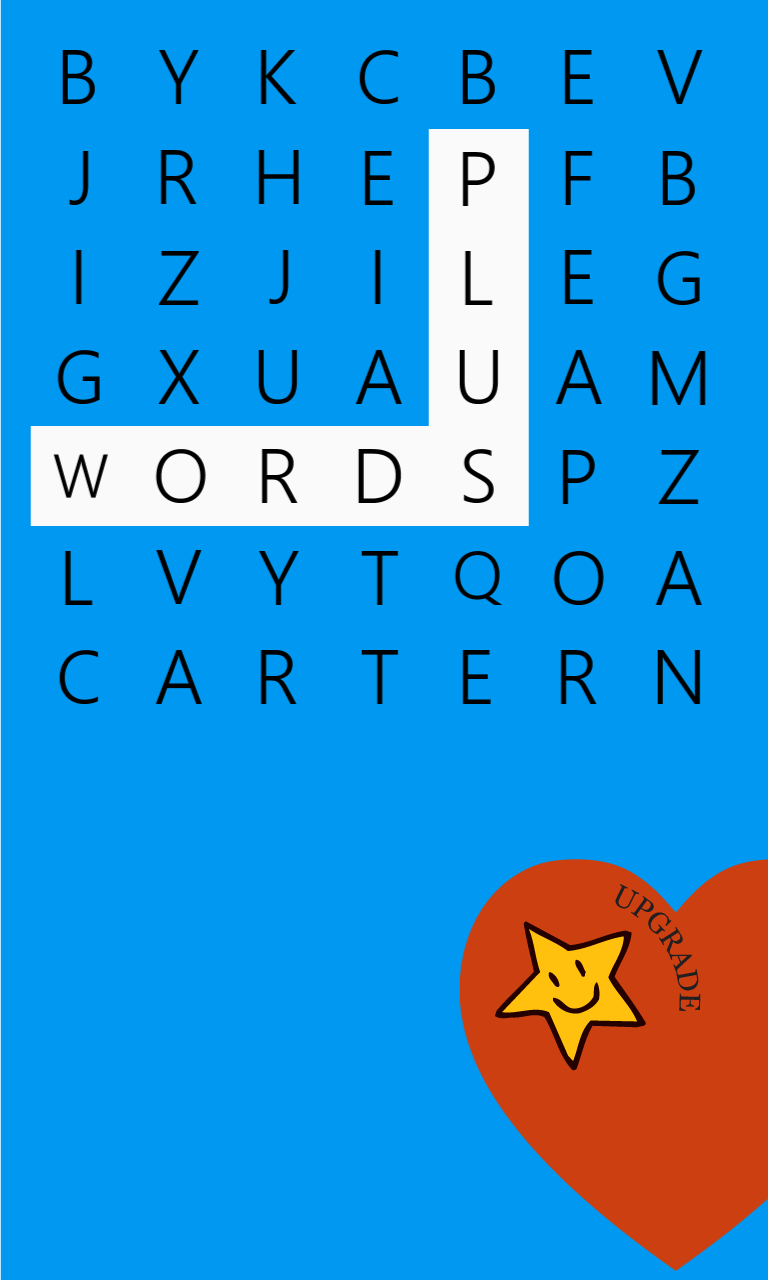 B Y K C B E V
J R H E P F B
I Z J I L E G
G X U A U A M
W O R D S P Z
L V Y T Q O A
C A R T E R N
UPGRADE